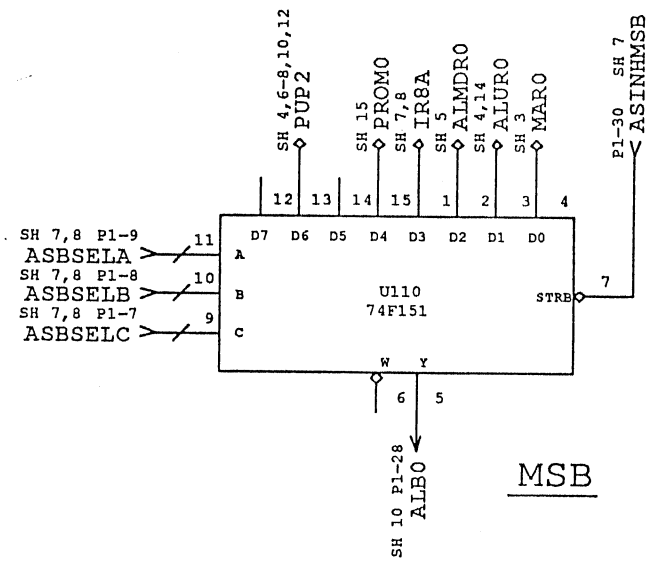 SH 4,6-8,10,12
PUP2
SH 15
PROM0
SH 7,8
IR8A
SH 5
ALMDR0
SH 4,14
ALUR0
SH 3
MAR0
P1-30 SH 7
ASINHMSB
12 13 14 15 1 2 3 4
D7 D6 D5 D4 D3 D2 D1 D0
SH 7,8 P1-9
ASBSELA 11 A
SH 7,8 P1-8
ASBSELB 10 B
SH 7,8 P1-7
ASBSELC 9 C
U110
74F151
STRB 7
W Y
6 5
SH 10 P1-28
ALB0
MSB